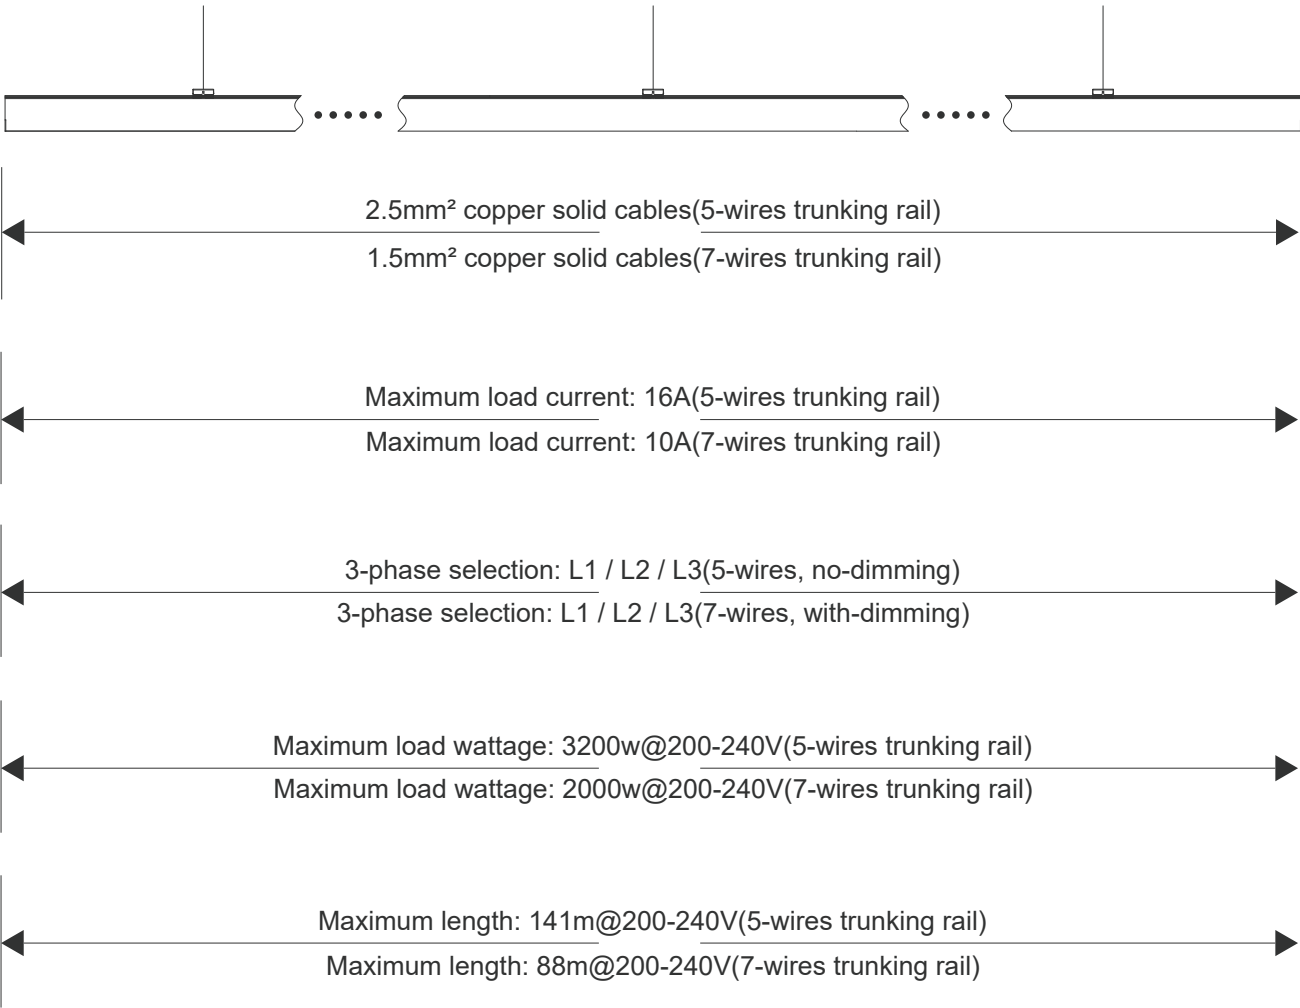 2.5mm² copper solid cables(5-wires trunking rail)
1.5mm² copper solid cables(7-wires trunking rail)
Maximum load current: 16A(5-wires trunking rail)
Maximum load current: 10A(7-wires trunking rail)
3-phase selection: L1 / L2 / L3(5-wires, no-dimming)
3-phase selection: L1 / L2 / L3(7-wires, with-dimming)
Maximum load wattage: 3200w@200-240V(5-wires trunking rail)
Maximum load wattage: 2000w@200-240V(7-wires trunking rail)
Maximum length: 141m@200-240V(5-wires trunking rail)
Maximum length: 88m@200-240V(7-wires trunking rail)